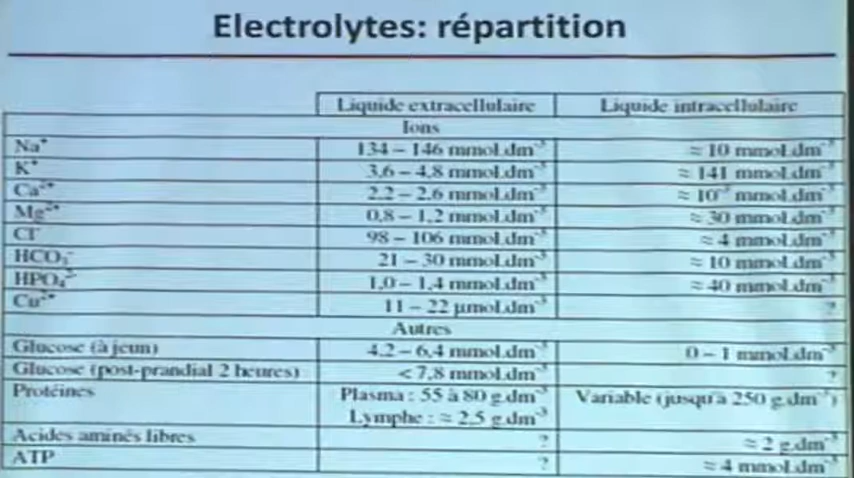 Electrolytes: répartition
Liquide extracellulaire Liquide intracellulaire
Ions
Na⁺ 134 – 146 mmol.dm⁻³ ≈ 10 mmol.dm⁻³
K⁺ 3,6 – 4,8 mmol.dm⁻³ ≈ 141 mmol.dm⁻³
Ca²⁺ 2,2 – 2,6 mmol.dm⁻³ ≈ 10 mmol.dm⁻³
Mg²⁺ 0,8 – 1,2 mmol.dm⁻³ ≈ 30 mmol.dm⁻³
Cl⁻ 98 – 106 mmol.dm⁻³ ≈ 4 mmol.dm⁻³
HCO₃⁻ 21 – 30 mmol.dm⁻³ ≈ 10 mmol.dm⁻³
HPO₄²⁻ 1,0 – 1,4 mmol.dm⁻³ ≈ 40 mmol.dm⁻³
Cu²⁺ 11 – 22 µmol.dm⁻³ ?
Autres
Glucose (à jeun) 4,2 – 6,4 mmol.dm⁻³ 0 – 1 mmol.dm⁻³
Glucose (post-prandial 2 heures) < 7,8 mmol.dm⁻³ ?
Protéines Plasma : 55 à 80 g.dm⁻³ Variable (jusqu'à 250 g.dm⁻³)
Lymphe : ≈ 2,5 g.dm⁻³
Acides aminés libres ? ≈ 2 g.dm⁻³
ATP ? ≈ 4 mmol.dm⁻³